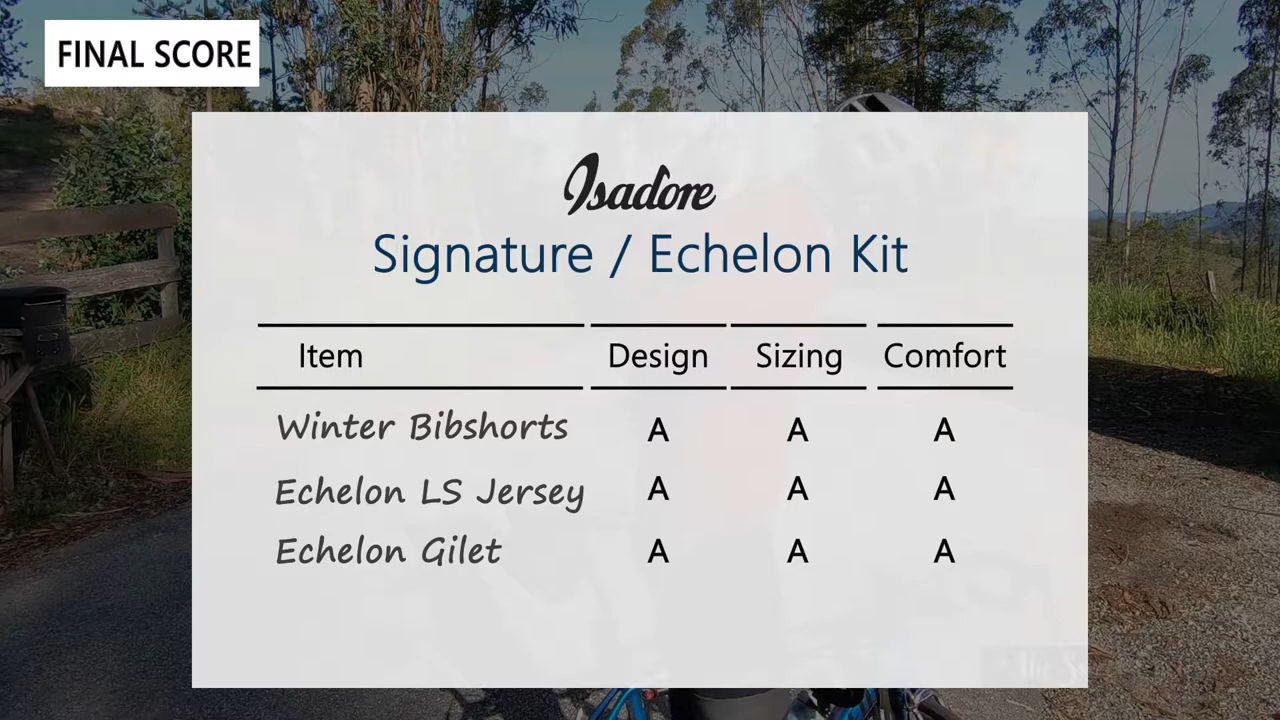 FINAL SCORE
Isadore
Signature / Echelon Kit
Item Design Sizing Comfort
Winter Bibshorts A A A
Echelon LS Jersey A A A
Echelon Gilet A A A